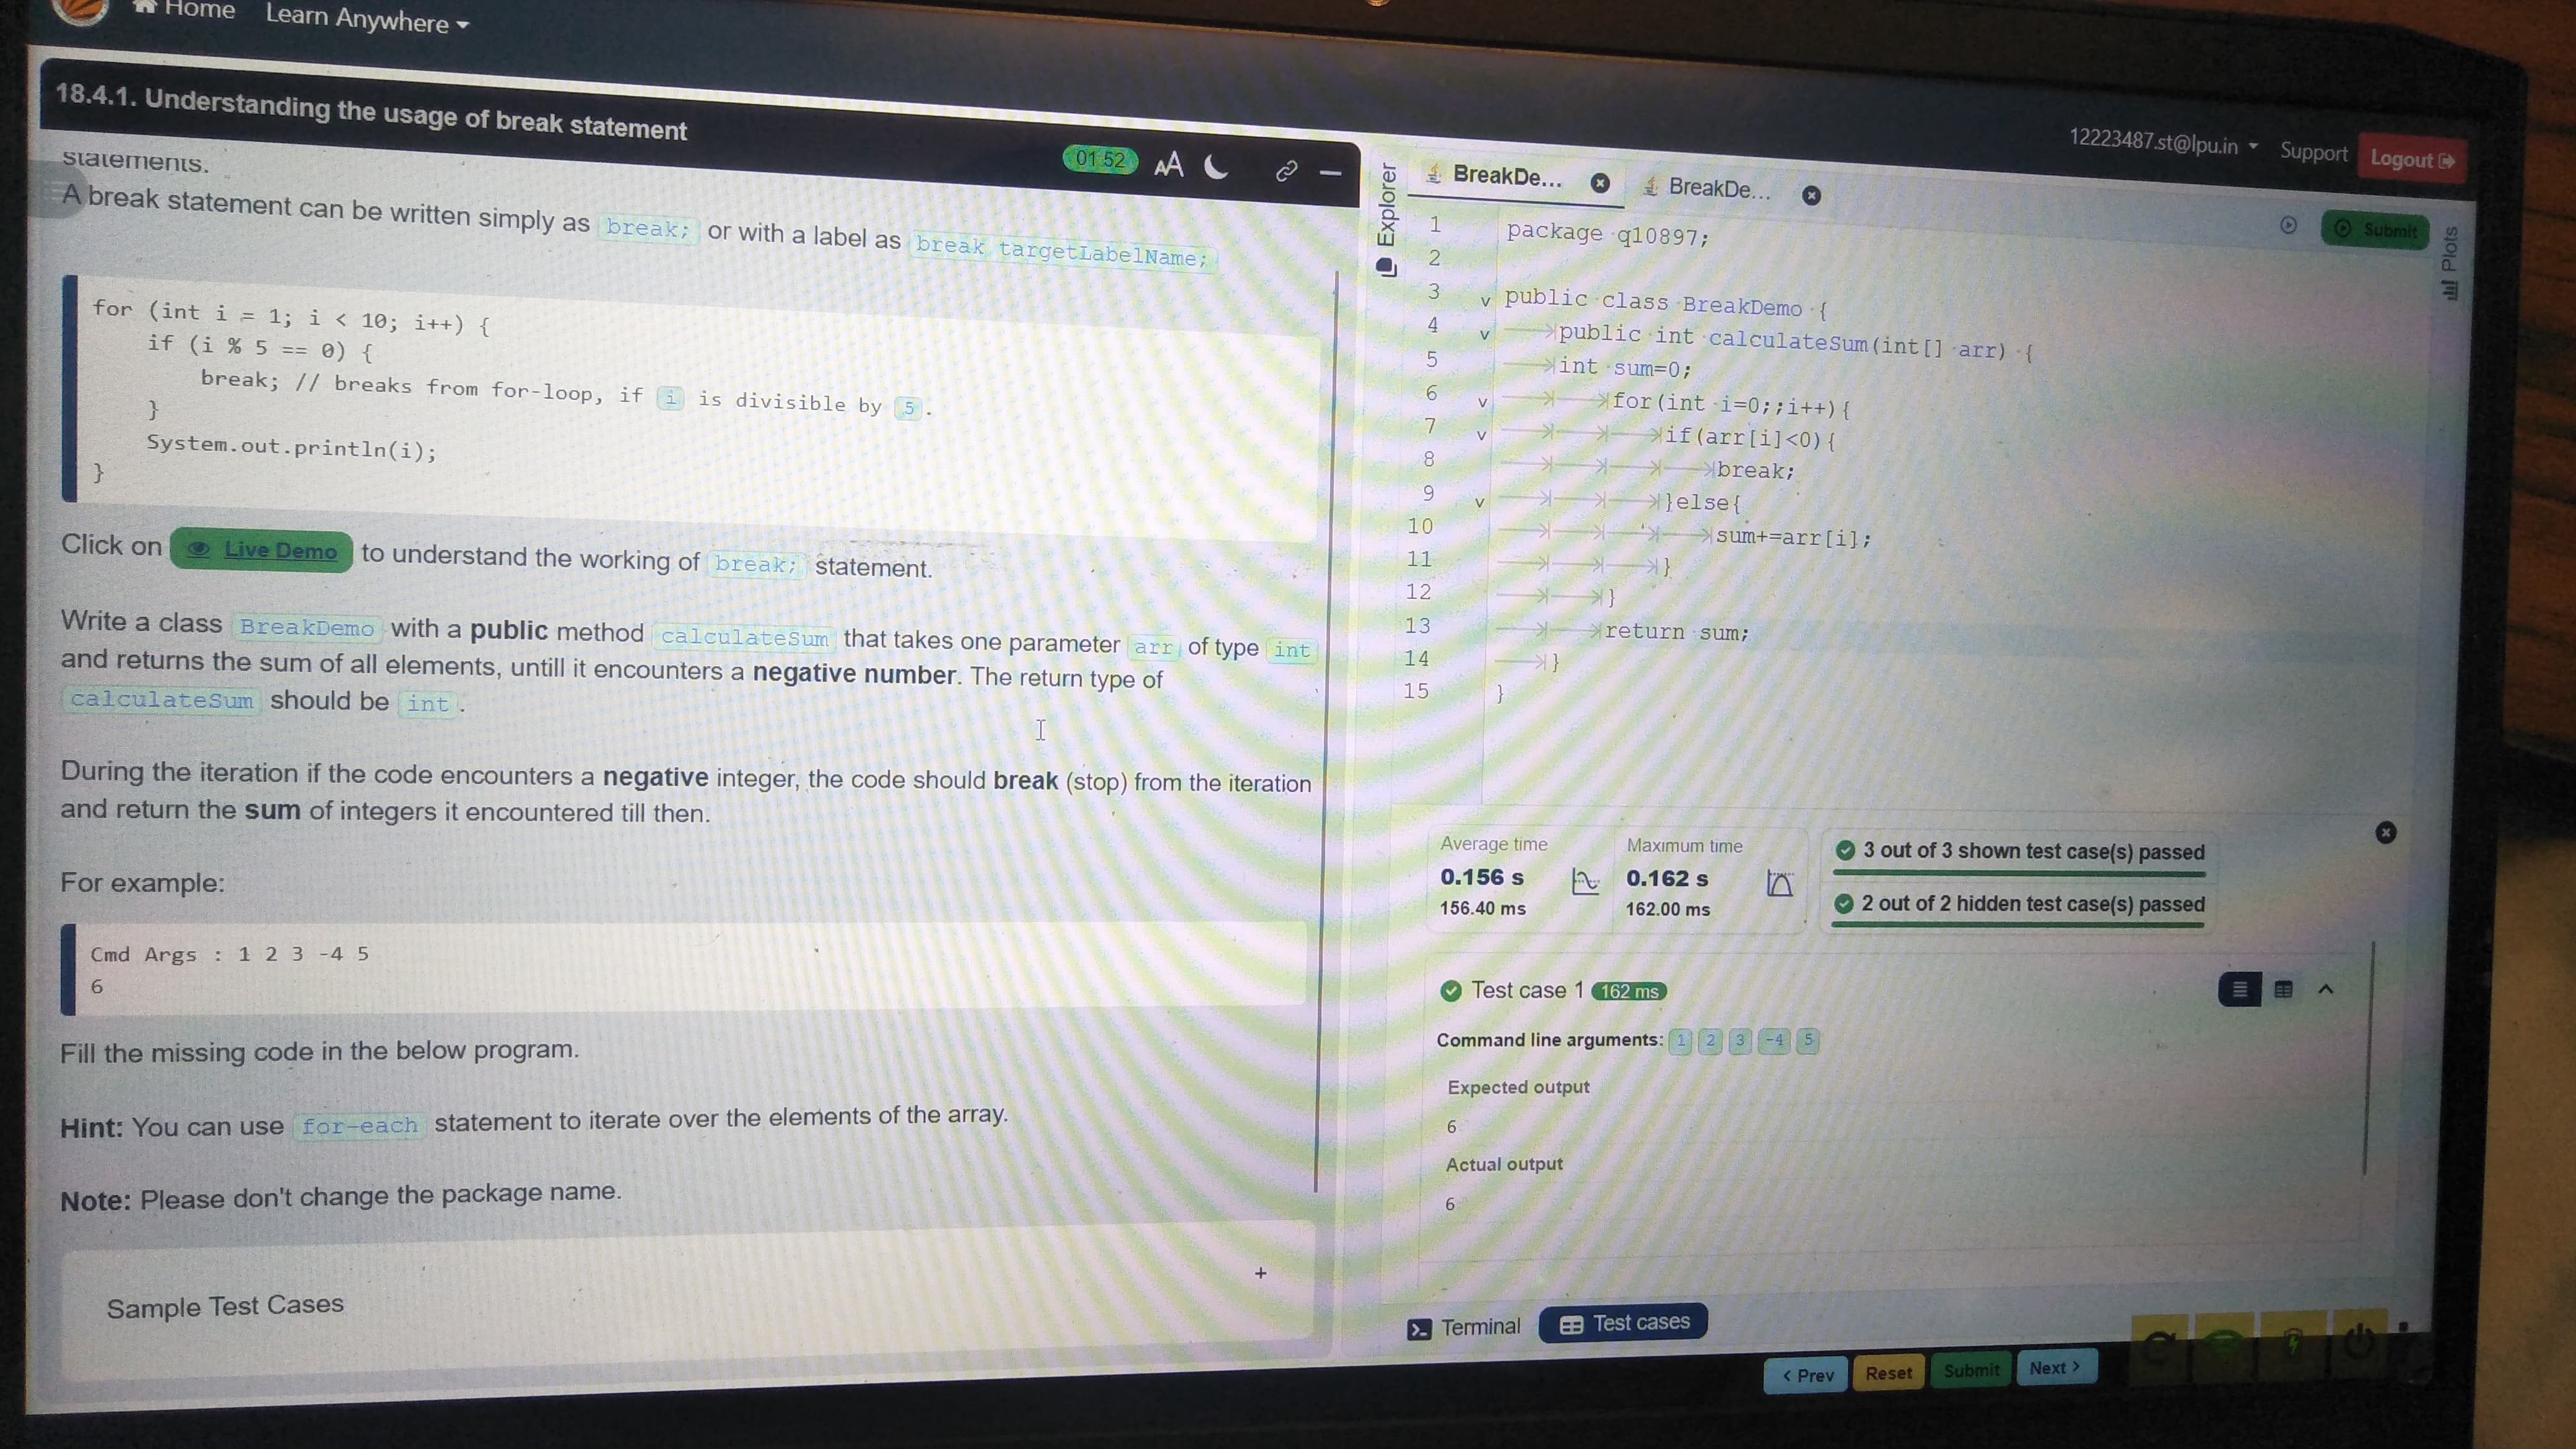 Home Learn Anywhere
18.4.1. Understanding the usage of break statement
01:52 AA
12223487.st@lpu.in Support Logout
statements.
A break statement can be written simply as break; or with a label as break targetLabelName;
for (int i = 1; i < 10; i++) {
if (i % 5 == 0) {
break; // breaks from for-loop, if i is divisible by 5.
}
System.out.println(i);
}
Click on Live Demo to understand the working of break; statement.
Write a class BreakDemo with a public method calculateSum that takes one parameter arr of type int
and returns the sum of all elements, untill it encounters a negative number. The return type of
calculateSum should be int.
During the iteration if the code encounters a negative integer, the code should break (stop) from the iteration
and return the sum of integers it encountered till then.
For example:
Cmd Args : 1 2 3 -4 5
6
Fill the missing code in the below program.
Hint: You can use for-each statement to iterate over the elements of the array.
Note: Please don't change the package name.
Sample Test Cases
+
Explorer
BreakDe... BreakDe...
Submit
Plots
1 package q10897;
2
3 public class BreakDemo {
4 public int calculateSum(int[] arr) {
5 int sum=0;
6 for(int i=0;;i++){
7 if(arr[i]<0){
8 break;
9 }else{
10 sum+=arr[i];
11 }
12 }
13 return sum;
14 }
15 }
Average time
0.156 s
156.40 ms
Maximum time
0.162 s
162.00 ms
3 out of 3 shown test case(s) passed
2 out of 2 hidden test case(s) passed
Test case 1 162 ms
Command line arguments: 1 2 3 -4 5
Expected output
6
Actual output
6
Terminal Test cases
< Prev Reset Submit Next >